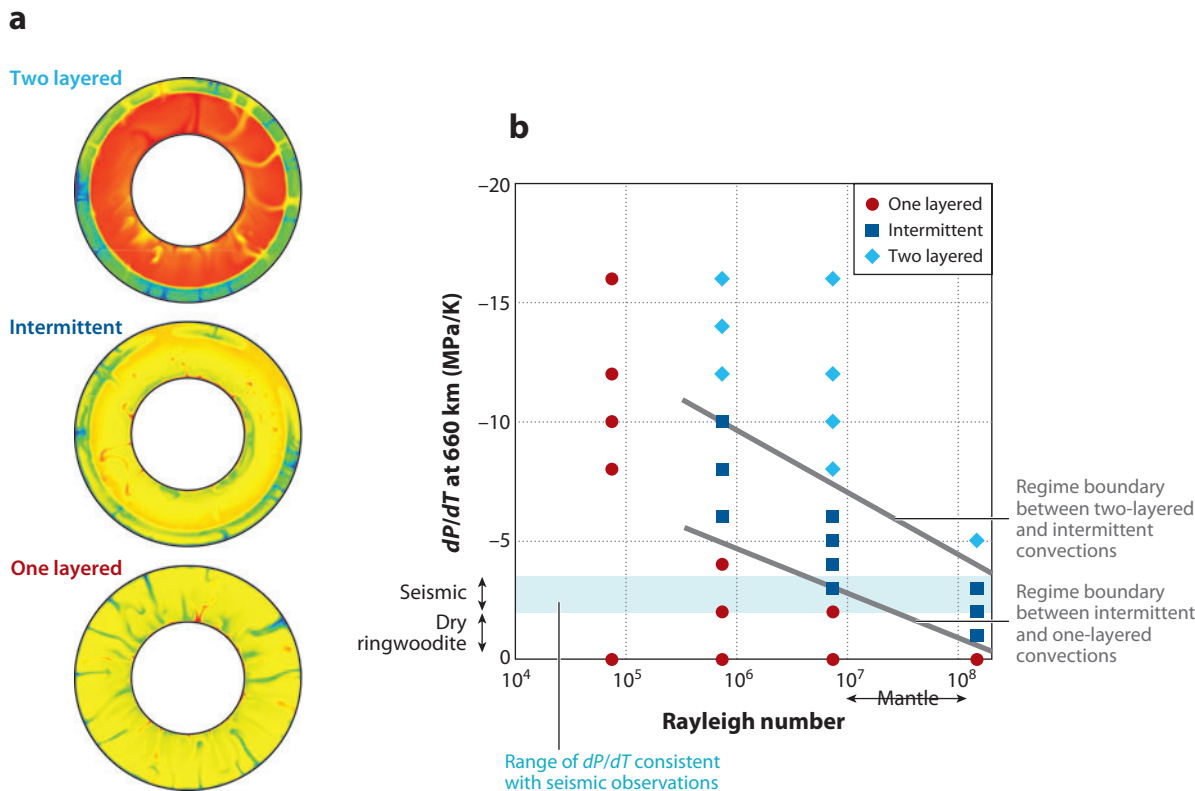 a
Two layered
Intermittent
One layered
b
−20
−15
−10
−5
0
dP/dT at 660 km (MPa/K)
Seismic
Dry
ringwoodite
One layered
Intermittent
Two layered
Regime boundary
between two-layered
and intermittent
convections
Regime boundary
between intermittent
and one-layered
convections
10⁴
10⁵
10⁶
10⁷
10⁸
Mantle
Rayleigh number
Range of dP/dT consistent
with seismic observations